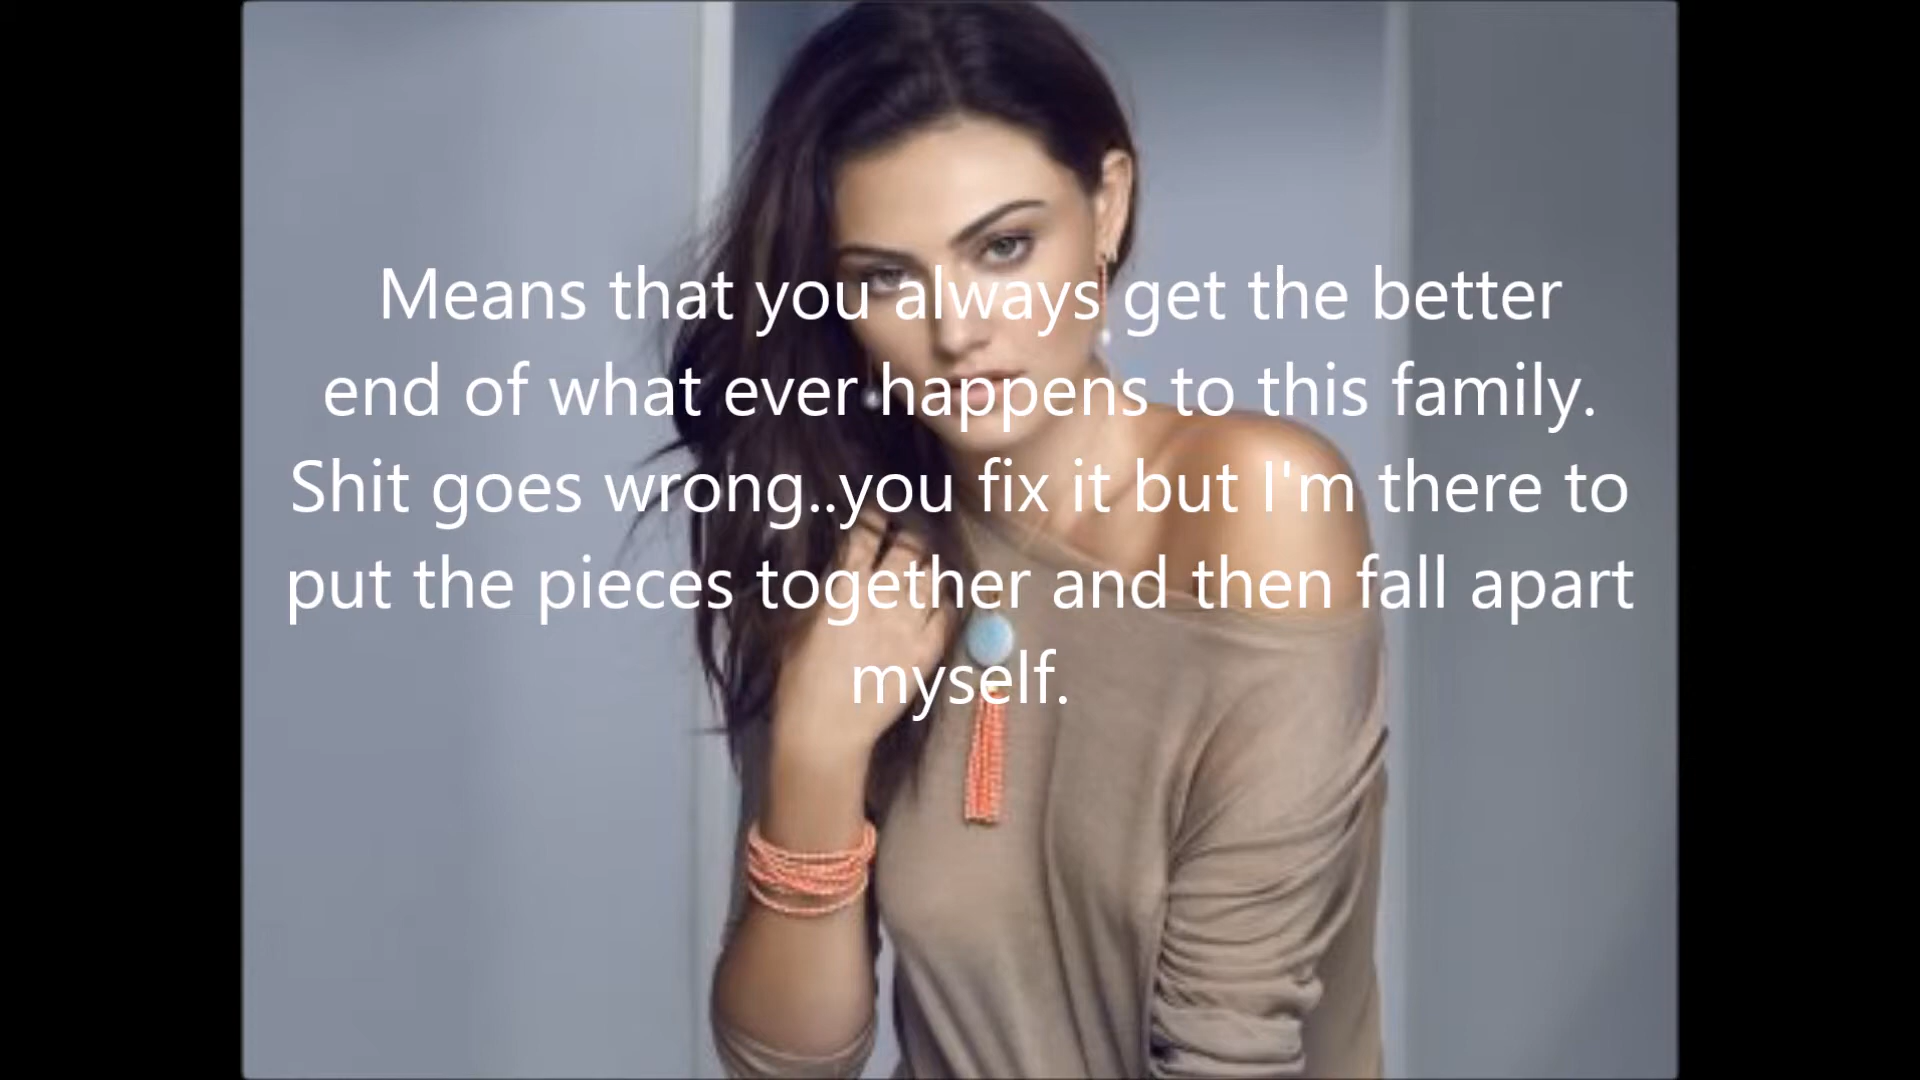 Means that you always get the better
end of what ever happens to this family.
Shit goes wrong..you fix it but I'm there to
put the pieces together and then fall apart
myself.